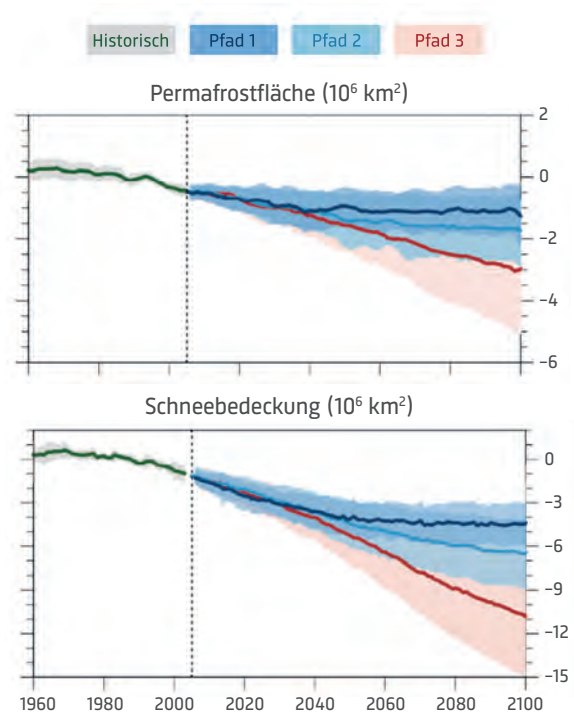 Historisch Pfad 1 Pfad 2 Pfad 3
Permafrostfläche (10⁶ km²)
2
0
−2
−4
−6
Schneebedeckung (10⁶ km²)
0
−3
−6
−9
−12
−15
1960 1980 2000 2020 2040 2060 2080 2100